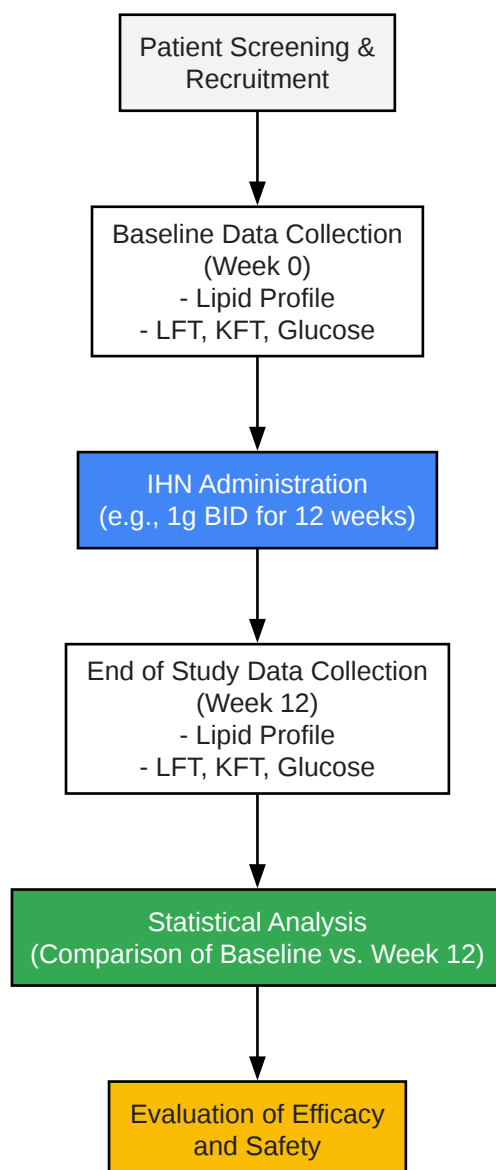 Patient Screening &
Recruitment
Baseline Data Collection
(Week 0)
- Lipid Profile
- LFT, KFT, Glucose
IHN Administration
(e.g., 1g BID for 12 weeks)
End of Study Data Collection
(Week 12)
- Lipid Profile
- LFT, KFT, Glucose
Statistical Analysis
(Comparison of Baseline vs. Week 12)
Evaluation of Efficacy
and Safety